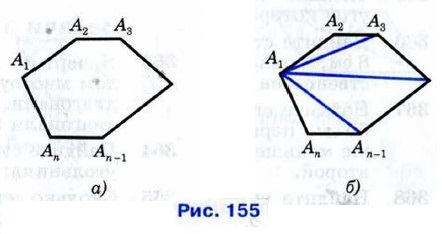 A₂ A₃ A₂ A₃
A₁ A₁
Aₙ Aₙ₋₁ Aₙ Aₙ₋₁
а) б)
Рис. 155